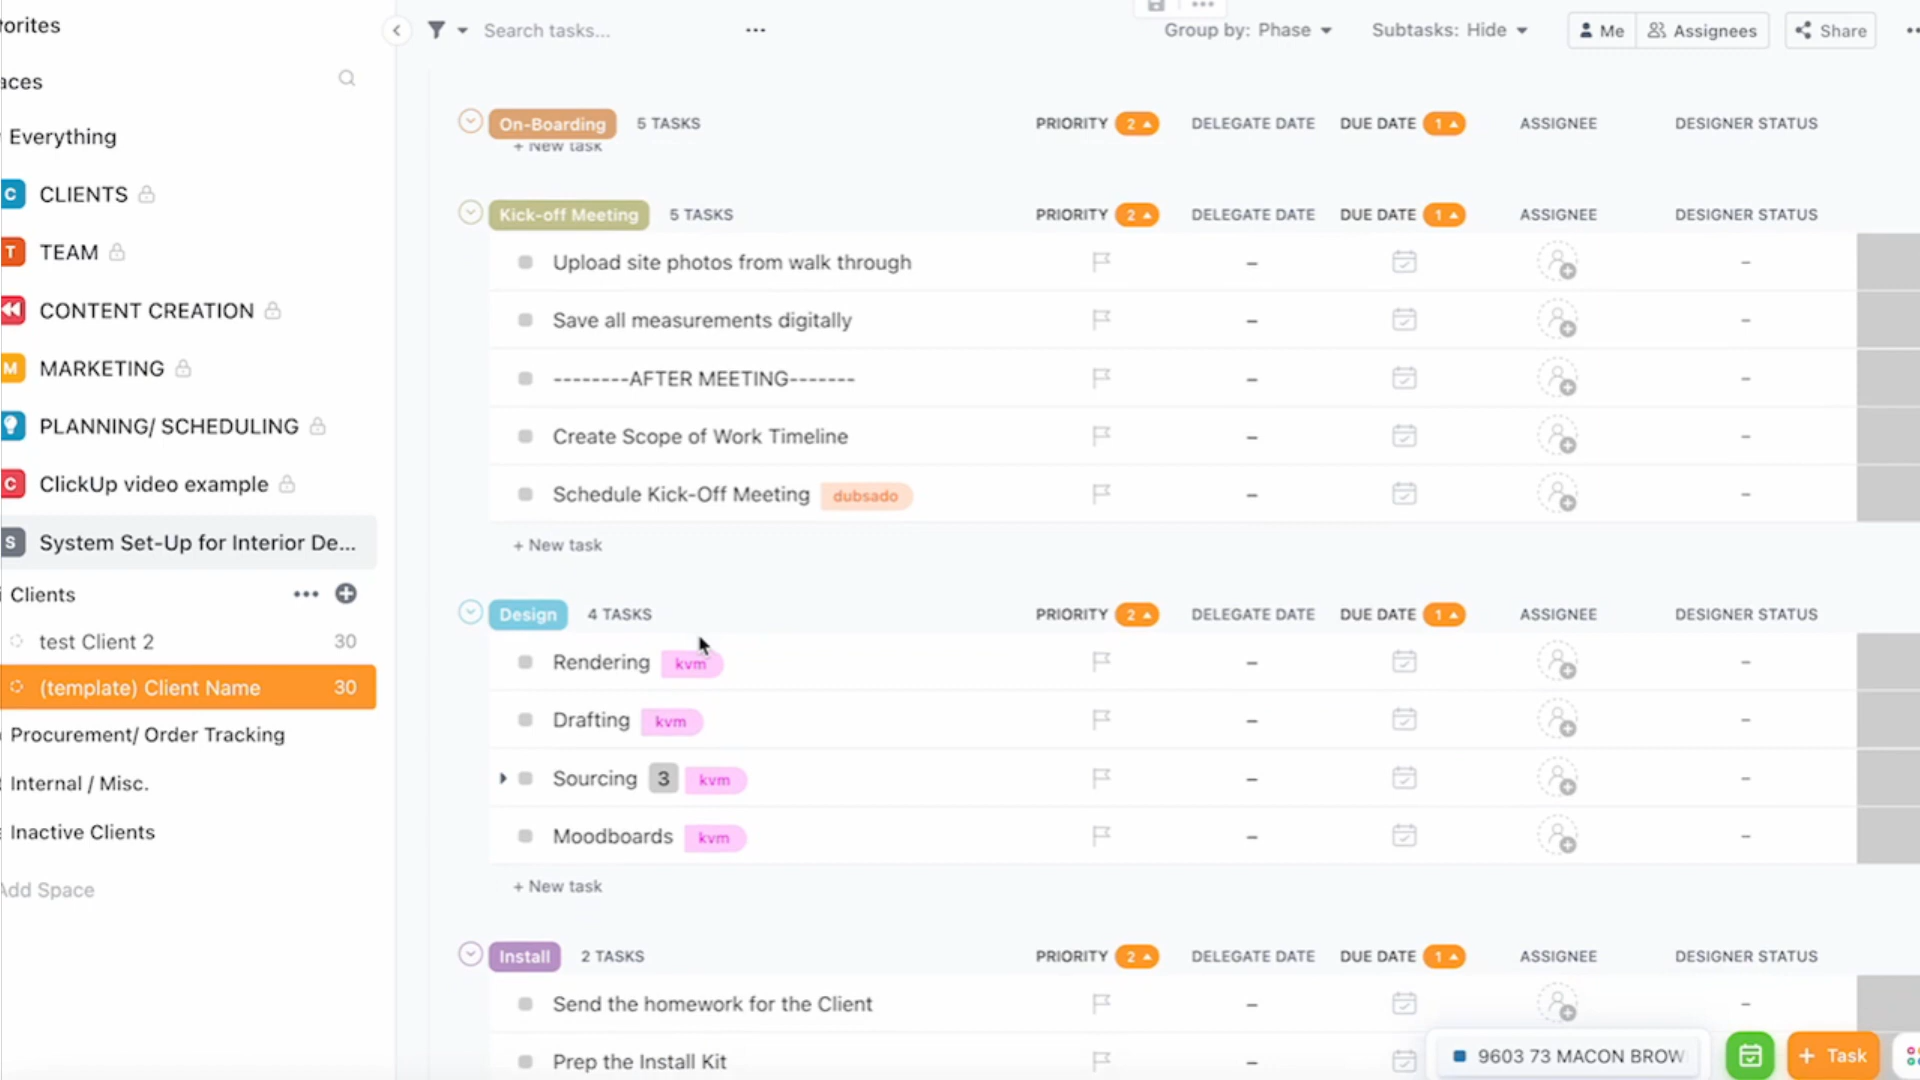 orites
Search tasks...
Group by: Phase
Subtasks: Hide
Me
Assignees
Share
aces
Everything
C CLIENTS
T TEAM
CONTENT CREATION
M MARKETING
PLANNING/ SCHEDULING
C ClickUp video example
S System Set-Up for Interior De...
Clients
test Client 2 30
(template) Client Name 30
Procurement/ Order Tracking
Internal / Misc.
Inactive Clients
Add Space
On-Boarding 5 TASKS PRIORITY 2 DELEGATE DATE DUE DATE 1 ASSIGNEE DESIGNER STATUS
+ New task
Kick-off Meeting 5 TASKS PRIORITY 2 DELEGATE DATE DUE DATE 1 ASSIGNEE DESIGNER STATUS
Upload site photos from walk through – –
Save all measurements digitally – –
--------AFTER MEETING------- – –
Create Scope of Work Timeline – –
Schedule Kick-Off Meeting dubsado – –
+ New task
Design 4 TASKS PRIORITY 2 DELEGATE DATE DUE DATE 1 ASSIGNEE DESIGNER STATUS
Rendering kvm – –
Drafting kvm – –
Sourcing 3 kvm – –
Moodboards kvm – –
+ New task
Install 2 TASKS PRIORITY 2 DELEGATE DATE DUE DATE 1 ASSIGNEE DESIGNER STATUS
Send the homework for the Client – –
Prep the Install Kit –
9603 73 MACON BROW
+ Task